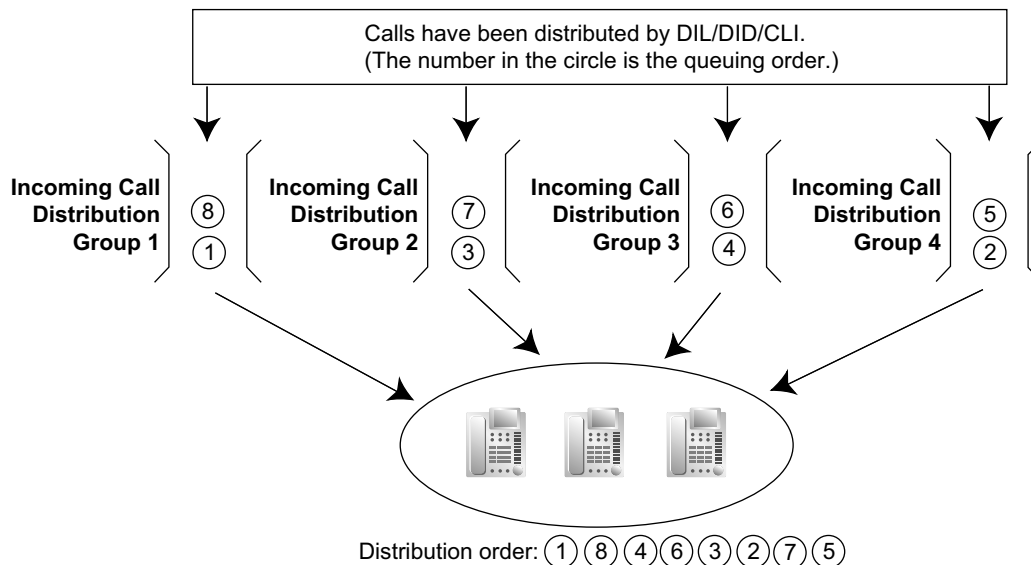 Calls have been distributed by DIL/DID/CLI.
(The number in the circle is the queuing order.)
Incoming Call
Distribution
Group 1
8
1
Incoming Call
Distribution
Group 2
7
3
Incoming Call
Distribution
Group 3
6
4
Incoming Call
Distribution
Group 4
5
2
Distribution order: 1 8 4 6 3 2 7 5